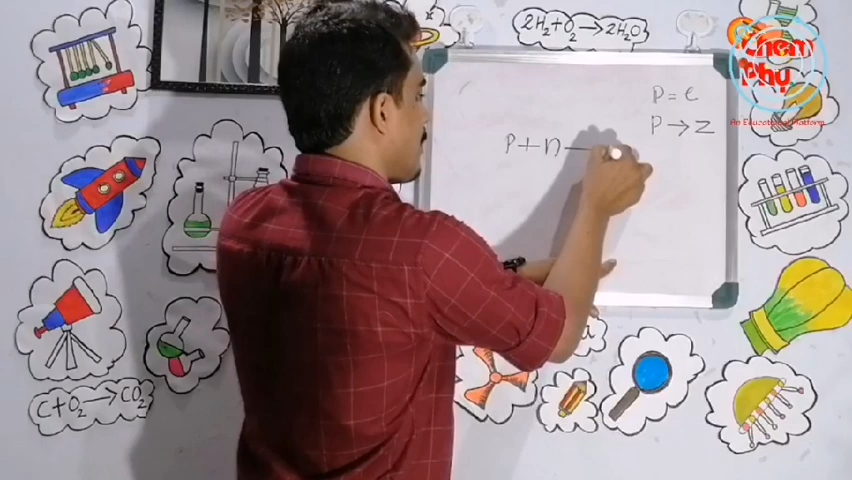 2H₂+O₂→2H₂O
Chem
Phy
An Educational Platform
P = e
P → Z
P+n—
C+O₂→CO₂